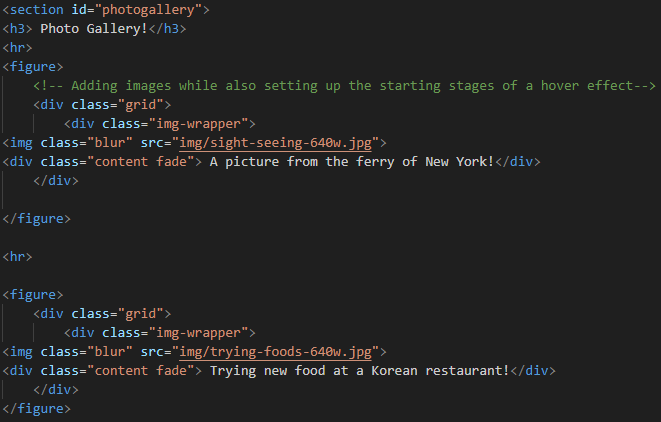 <section id="photogallery">
<h3> Photo Gallery!</h3>
<hr>
<figure>
    <!-- Adding images while also setting up the starting stages of a hover effect-->
    <div class="grid">
        <div class="img-wrapper">
<img class="blur" src="img/sight-seeing-640w.jpg">
<div class="content fade"> A picture from the ferry of New York!</div>
    </div>

</figure>

<hr>

<figure>
    <div class="grid">
        <div class="img-wrapper">
<img class="blur" src="img/trying-foods-640w.jpg">
<div class="content fade"> Trying new food at a Korean restaurant!</div>
    </div>
</figure>